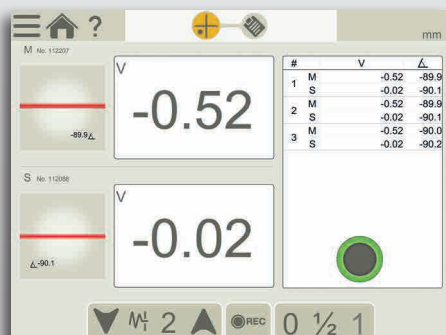 ?
mm
M No. 112207
V
-0.52
-89.9
S No. 112088
V
-0.02
-90.1
# V
1 M -0.52 -89.9
S -0.02 -90.1
2 M -0.52 -89.9
S -0.02 -90.1
3 M -0.52 -90.0
S -0.02 -90.2
2 REC 0 ½ 1